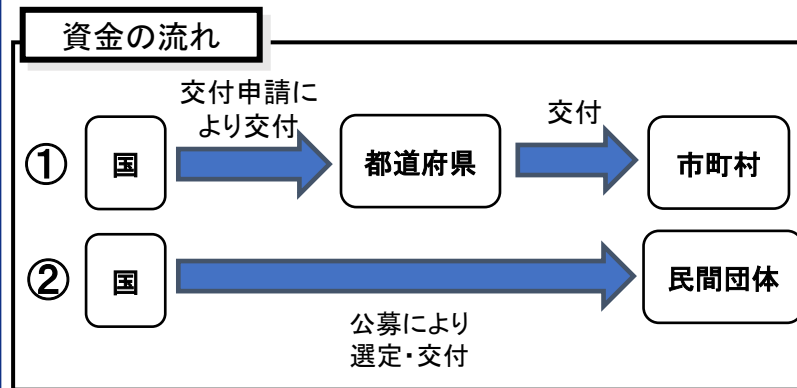 資金の流れ
交付申請に
より交付
交付
①
国
都道府県
市町村
②
国
民間団体
公募により
選定・交付